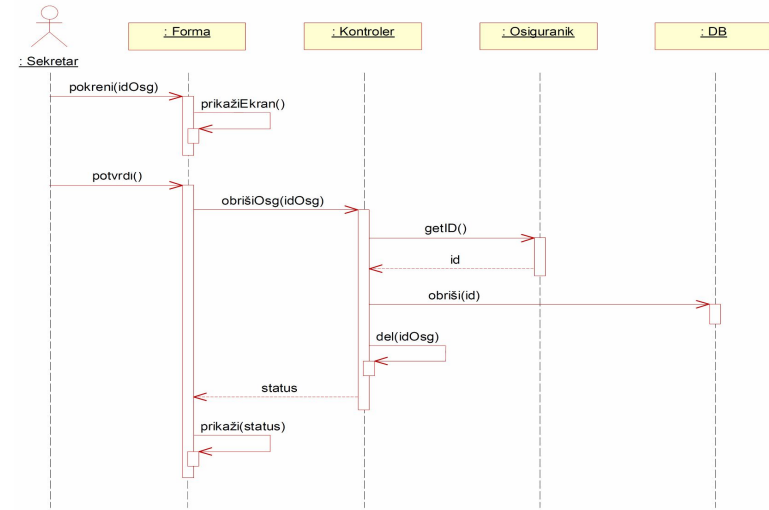 : Forma
: Kontroler
: Osiguranik
: DB
: Sekretar
pokreni(idOsg)
prikažiEkran()
potvrdi()
obrišiOsg(idOsg)
getID()
id
obriši(id)
del(idOsg)
status
prikaži(status)